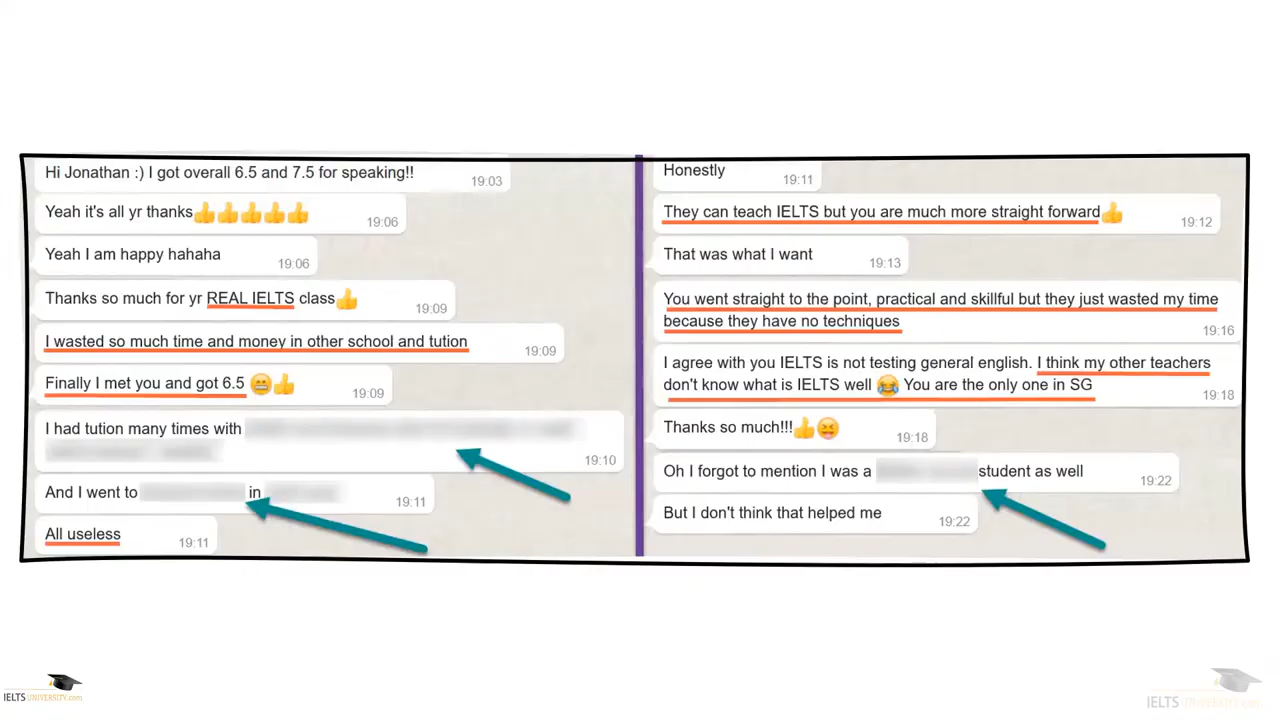 Hi Jonathan :) I got overall 6.5 and 7.5 for speaking!! 19:03
Yeah it's all yr thanks👍👍👍👍👍 19:06
Yeah I am happy hahaha 19:06
Thanks so much for yr REAL IELTS class👍 19:09
I wasted so much time and money in other school and tution 19:09
Finally I met you and got 6.5 😁👍 19:09
I had tution many times with
19:10
And I went to in 19:11
All useless 19:11
Honestly 19:11
They can teach IELTS but you are much more straight forward👍 19:12
That was what I want 19:13
You went straight to the point, practical and skillful but they just wasted my time
because they have no techniques 19:16
I agree with you IELTS is not testing general english. I think my other teachers
don't know what is IELTS well 😂 You are the only one in SG 19:18
Thanks so much!!!👍😝 19:18
Oh I forgot to mention I was a student as well 19:22
But I don't think that helped me 19:22
IELTS UNIVERSITY.com
IELTS UNIVERSITY.com